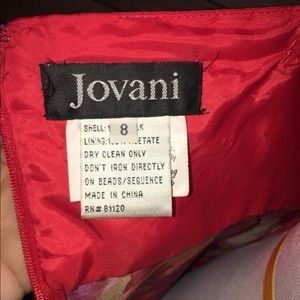 Jovani
8
SHELL:
LINING: ACETATE
DRY CLEAN ONLY
DON'T IRON DIRECTLY
ON BEADS/SEQUENCE
MADE IN CHINA
RN# 81120